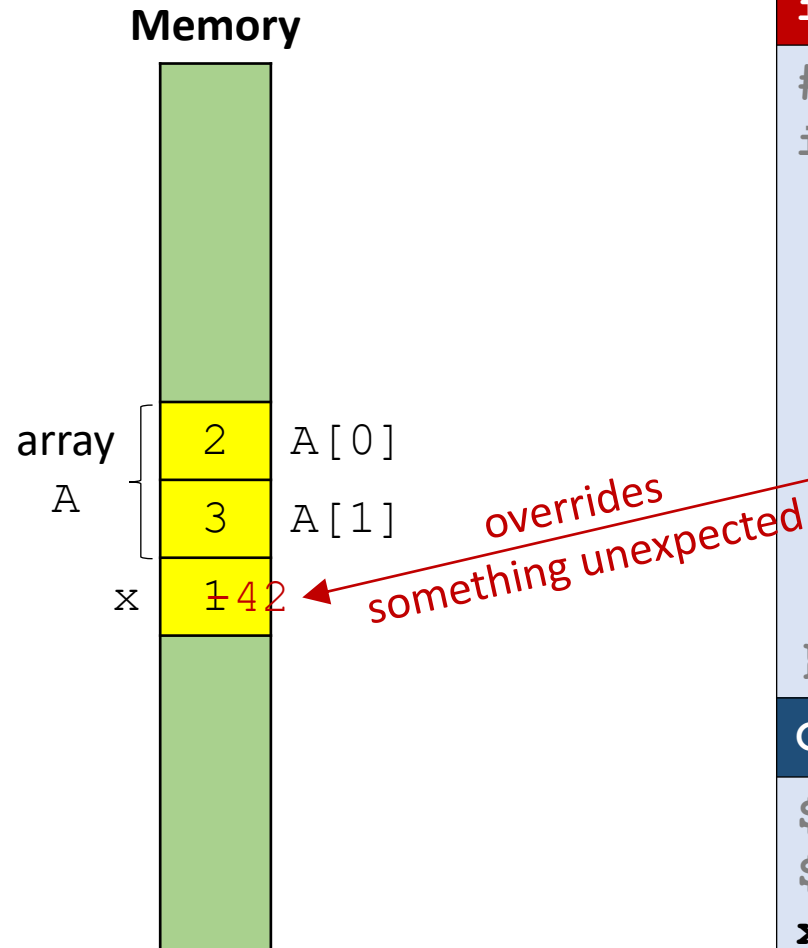 Memory
array
A
2
A[0]
3
A[1]
x
1 42
overrides
something unexpected
#
$
$